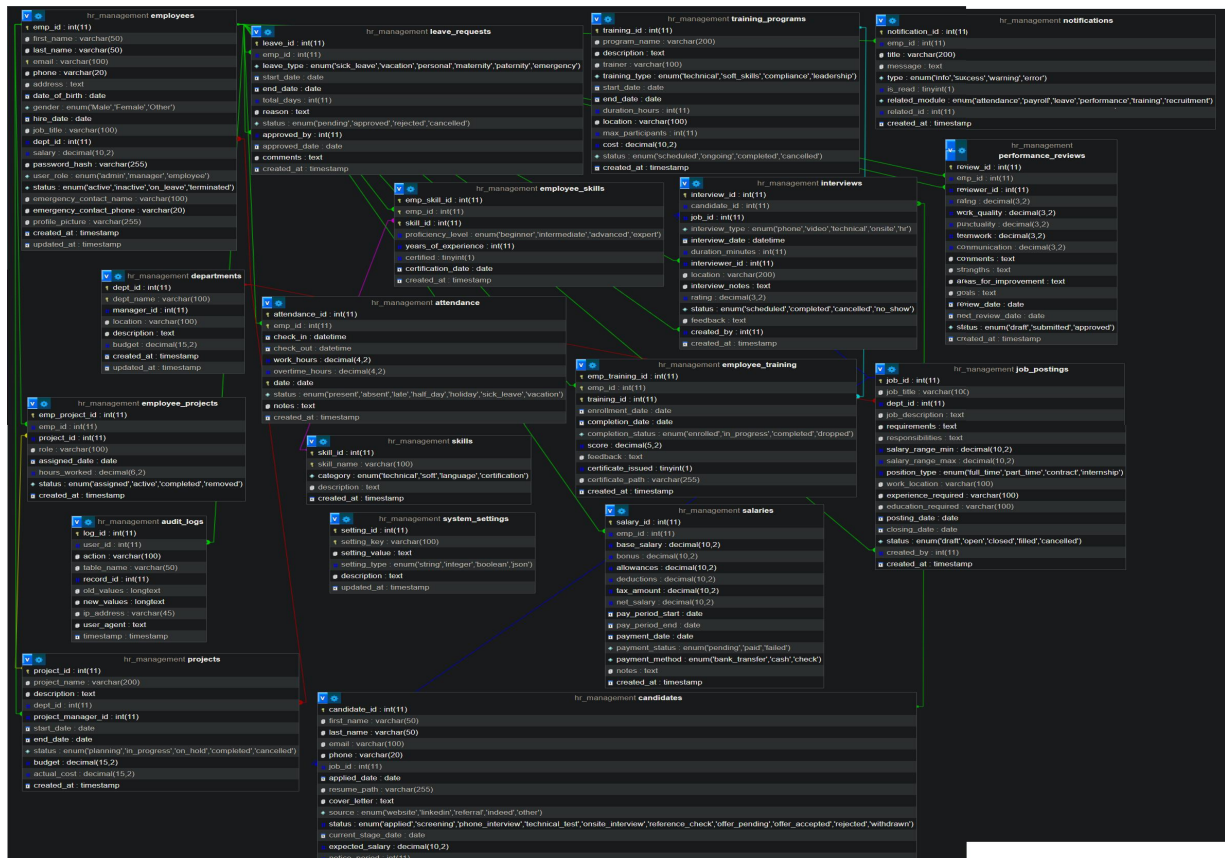 hr_management employees
emp_id : int(11)
first_name : varchar(50)
last_name : varchar(50)
email : varchar(100)
phone : varchar(20)
address : text
date_of_birth : date
gender : enum('Male','Female','Other')
hire_date : date
job_title : varchar(100)
dept_id : int(11)
salary : decimal(10,2)
password_hash : varchar(255)
user_role : enum('admin','manager','employee')
status : enum('active','inactive','on_leave','terminated')
emergency_contact_name : varchar(100)
emergency_contact_phone : varchar(20)
profile_picture : varchar(255)
created_at : timestamp
updated_at : timestamp
hr_management leave_requests
leave_id : int(11)
emp_id : int(11)
leave_type : enum('sick_leave','vacation','personal','maternity','paternity','emergency')
start_date : date
end_date : date
total_days : int(11)
reason : text
status : enum('pending','approved','rejected','cancelled')
approved_by : int(11)
approved_date : date
comments : text
created_at : timestamp
hr_management training_programs
training_id : int(11)
program_name : varchar(200)
description : text
trainer : varchar(100)
training_type : enum('technical','soft_skills','compliance','leadership')
start_date : date
end_date : date
duration_hours : int(11)
location : varchar(100)
max_participants : int(11)
cost : decimal(10,2)
status : enum('scheduled','ongoing','completed','cancelled')
created_at : timestamp
hr_management notifications
notification_id : int(11)
emp_id : int(11)
title : varchar(200)
message : text
type : enum('info','success','warning','error')
is_read : tinyint(1)
related_module : enum('attendance','payroll','leave','performance','training','recruitment')
related_id : int(11)
created_at : timestamp
hr_management
performance_reviews
review_id : int(11)
emp_id : int(11)
reviewer_id : int(11)
rating : decimal(3,2)
work_quality : decimal(3,2)
punctuality : decimal(3,2)
teamwork : decimal(3,2)
communication : decimal(3,2)
comments : text
strengths : text
areas_for_improvement : text
goals : text
review_date : date
next_review_date : date
status : enum('draft','submitted','approved')
created_at : timestamp
hr_management employee_skills
emp_skill_id : int(11)
emp_id : int(11)
skill_id : int(11)
proficiency_level : enum('beginner','intermediate','advanced','expert')
years_of_experience : int(11)
certified : tinyint(1)
certification_date : date
created_at : timestamp
hr_management interviews
interview_id : int(11)
candidate_id : int(11)
job_id : int(11)
interview_type : enum('phone','video','technical','onsite','hr')
interview_date : datetime
duration_minutes : int(11)
interviewer_id : int(11)
location : varchar(200)
interview_notes : text
rating : decimal(3,2)
status : enum('scheduled','completed','cancelled','no_show')
feedback : text
created_by : int(11)
created_at : timestamp
hr_management departments
dept_id : int(11)
dept_name : varchar(100)
manager_id : int(11)
location : varchar(100)
description : text
budget : decimal(15,2)
created_at : timestamp
updated_at : timestamp
hr_management attendance
attendance_id : int(11)
emp_id : int(11)
check_in : datetime
check_out : datetime
work_hours : decimal(4,2)
overtime_hours : decimal(4,2)
date : date
status : enum('present','absent','late','half_day','holiday','sick_leave','vacation')
notes : text
created_at : timestamp
hr_management employee_training
emp_training_id : int(11)
emp_id : int(11)
training_id : int(11)
enrollment_date : date
completion_date : date
completion_status : enum('enrolled','in_progress','completed','dropped')
score : decimal(5,2)
feedback : text
certificate_issued : tinyint(1)
certificate_path : varchar(255)
created_at : timestamp
hr_management job_postings
job_id : int(11)
job_title : varchar(100)
dept_id : int(11)
job_description : text
requirements : text
responsibilities : text
salary_range_min : decimal(10,2)
salary_range_max : decimal(10,2)
position_type : enum('full_time','part_time','contract','internship')
work_location : varchar(100)
experience_required : varchar(100)
education_required : varchar(100)
posting_date : date
closing_date : date
status : enum('draft','open','closed','filled','cancelled')
created_by : int(11)
created_at : timestamp
hr_management employee_projects
emp_project_id : int(11)
emp_id : int(11)
project_id : int(11)
role : varchar(100)
assigned_date : date
hours_worked : decimal(6,2)
status : enum('assigned','active','completed','removed')
created_at : timestamp
hr_management skills
skill_id : int(11)
skill_name : varchar(100)
category : enum('technical','soft','language','certification')
description : text
created_at : timestamp
hr_management audit_logs
log_id : int(11)
user_id : int(11)
action : varchar(100)
table_name : varchar(50)
record_id : int(11)
old_values : longtext
new_values : longtext
ip_address : varchar(45)
user_agent : text
timestamp : timestamp
hr_management system_settings
setting_id : int(11)
setting_key : varchar(100)
setting_value : text
setting_type : enum('string','integer','boolean','json')
description : text
updated_at : timestamp
hr_management salaries
salary_id : int(11)
emp_id : int(11)
base_salary : decimal(10,2)
bonus : decimal(10,2)
allowances : decimal(10,2)
deductions : decimal(10,2)
tax_amount : decimal(10,2)
net_salary : decimal(10,2)
pay_period_start : date
pay_period_end : date
payment_date : date
payment_status : enum('pending','paid','failed')
payment_method : enum('bank_transfer','cash','check')
notes : text
created_at : timestamp
hr_management projects
project_id : int(11)
project_name : varchar(200)
description : text
dept_id : int(11)
project_manager_id : int(11)
start_date : date
end_date : date
status : enum('planning','in_progress','on_hold','completed','cancelled')
budget : decimal(15,2)
actual_cost : decimal(15,2)
created_at : timestamp
hr_management candidates
candidate_id : int(11)
first_name : varchar(50)
last_name : varchar(50)
email : varchar(100)
phone : varchar(20)
job_id : int(11)
applied_date : date
resume_path : varchar(255)
cover_letter : text
source : enum('website','linkedin','referral','indeed','other')
status : enum('applied','screening','phone_interview','technical_test','onsite_interview','reference_check','offer_pending','offer_accepted','rejected','withdrawn')
current_stage_date : date
expected_salary : decimal(10,2)
notice_period : int(11)